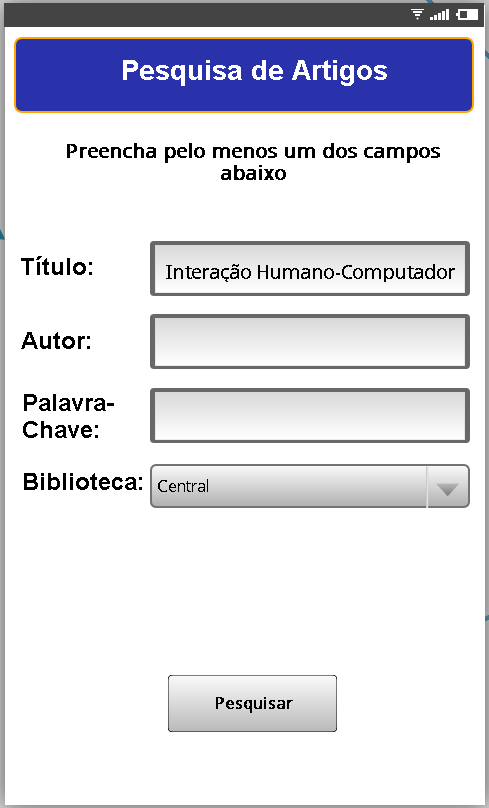 Pesquisa de Artigos
Preencha pelo menos um dos campos
abaixo
Título:
Interação Humano-Computador
Autor:
Palavra-
Chave:
Biblioteca:
Central
Pesquisar